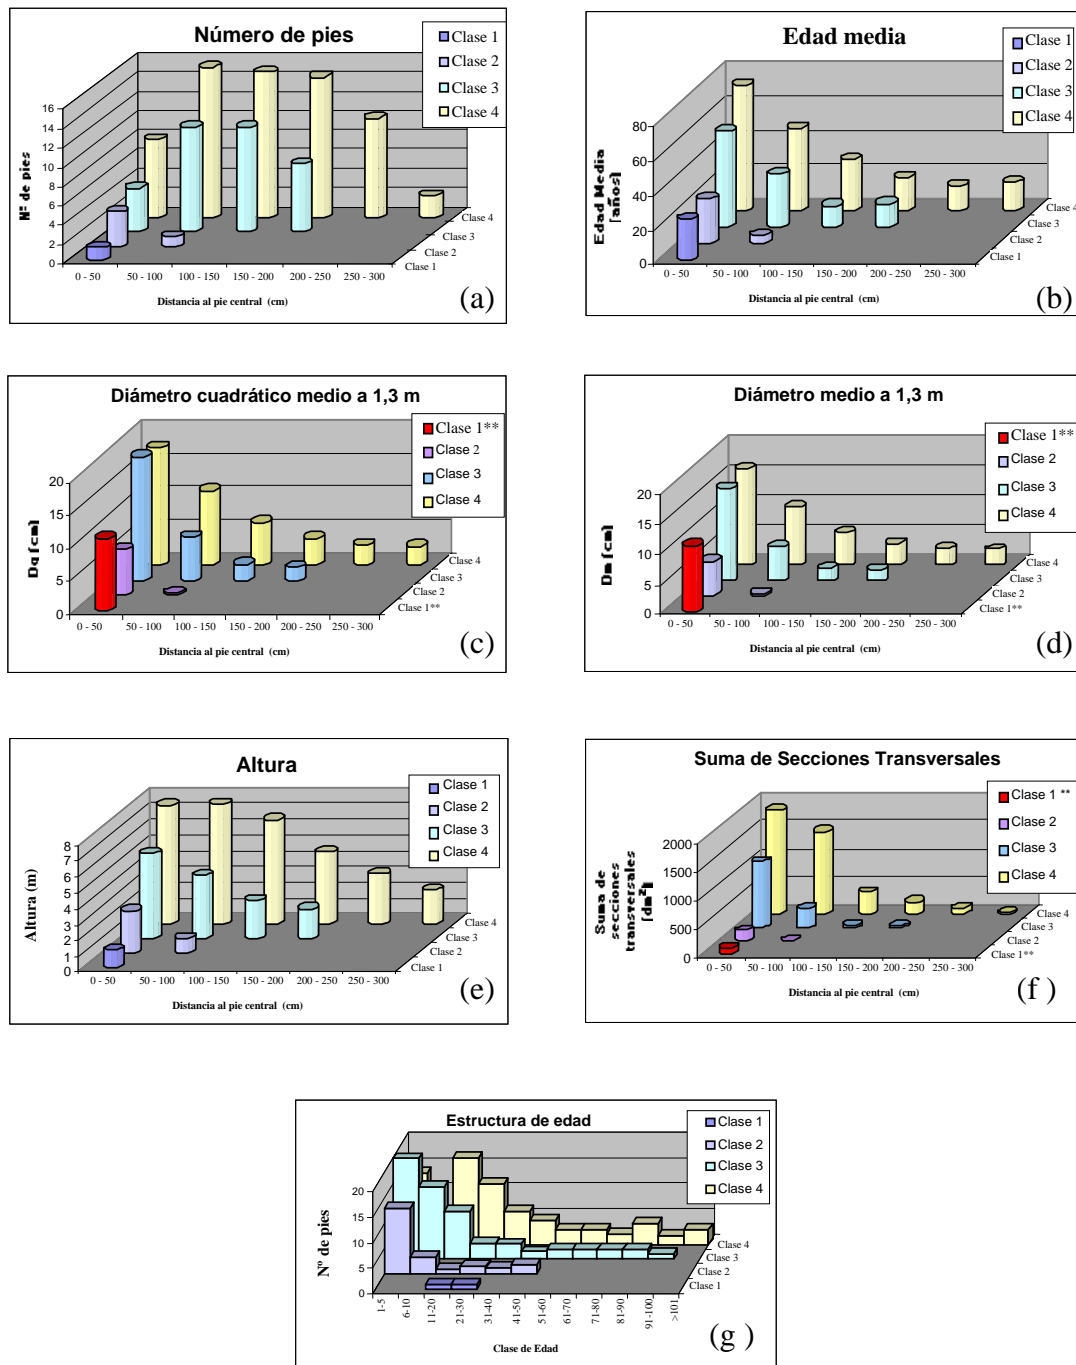 Número de pies
Clase 1
Clase 2
Clase 3
Clase 4
Nº de pies
16
14
12
10
8
6
4
2
0
0 - 50
50 - 100
100 - 150
150 - 200
200 - 250
250 - 300
Clase 1
Clase 2
Clase 3
Clase 4
Distancia al pie central (cm)
(a)
Edad media
Clase 1
Clase 2
Clase 3
Clase 4
Edad Media
[años]
80
60
40
20
0
0 - 50
50 - 100
100 - 150
150 - 200
200 - 250
250 - 300
Clase 1
Clase 2
Clase 3
Clase 4
Distancia al pie central (cm)
(b)
Diámetro cuadrático medio a 1,3 m
Clase 1**
Clase 2
Clase 3
Clase 4
Dq [cm]
20
15
10
5
0
0 - 50
50 - 100
100 - 150
150 - 200
200 - 250
250 - 300
Clase 1**
Clase 2
Clase 3
Clase 4
Distancia al pie central (cm)
(c)
Diámetro medio a 1,3 m
Clase 1**
Clase 2
Clase 3
Clase 4
Dm [cm]
20
15
10
5
0
0 - 50
50 - 100
100 - 150
150 - 200
200 - 250
250 - 300
Clase 1**
Clase 2
Clase 3
Clase 4
Distancia al pie central (cm)
(d)
Altura
Clase 1
Clase 2
Clase 3
Clase 4
Altura (m)
8
7
6
5
4
3
2
1
0
0 - 50
50 - 100
100 - 150
150 - 200
200 - 250
250 - 300
Clase 1
Clase 2
Clase 3
Clase 4
Distancia al pie central (cm)
(e)
Suma de Secciones Transversales
Clase 1 **
Clase 2
Clase 3
Clase 4
Suma de
secciones
transversales
[dm²]
2000
1500
1000
500
0
0 - 50
50 - 100
100 - 150
150 - 200
200 - 250
250 - 300
Clase 1**
Clase 2
Clase 3
Clase 4
Distancia al pie central (cm)
(f )
Estructura de edad
Clase 1
Clase 2
Clase 3
Clase 4
Nº de pies
20
15
10
5
0
1-5
6-10
11-20
21-30
31-40
41-50
51-60
61-70
71-80
81-90
91-100
>101
Clase 1
Clase 2
Clase 3
Clase 4
Clase de Edad
(g )